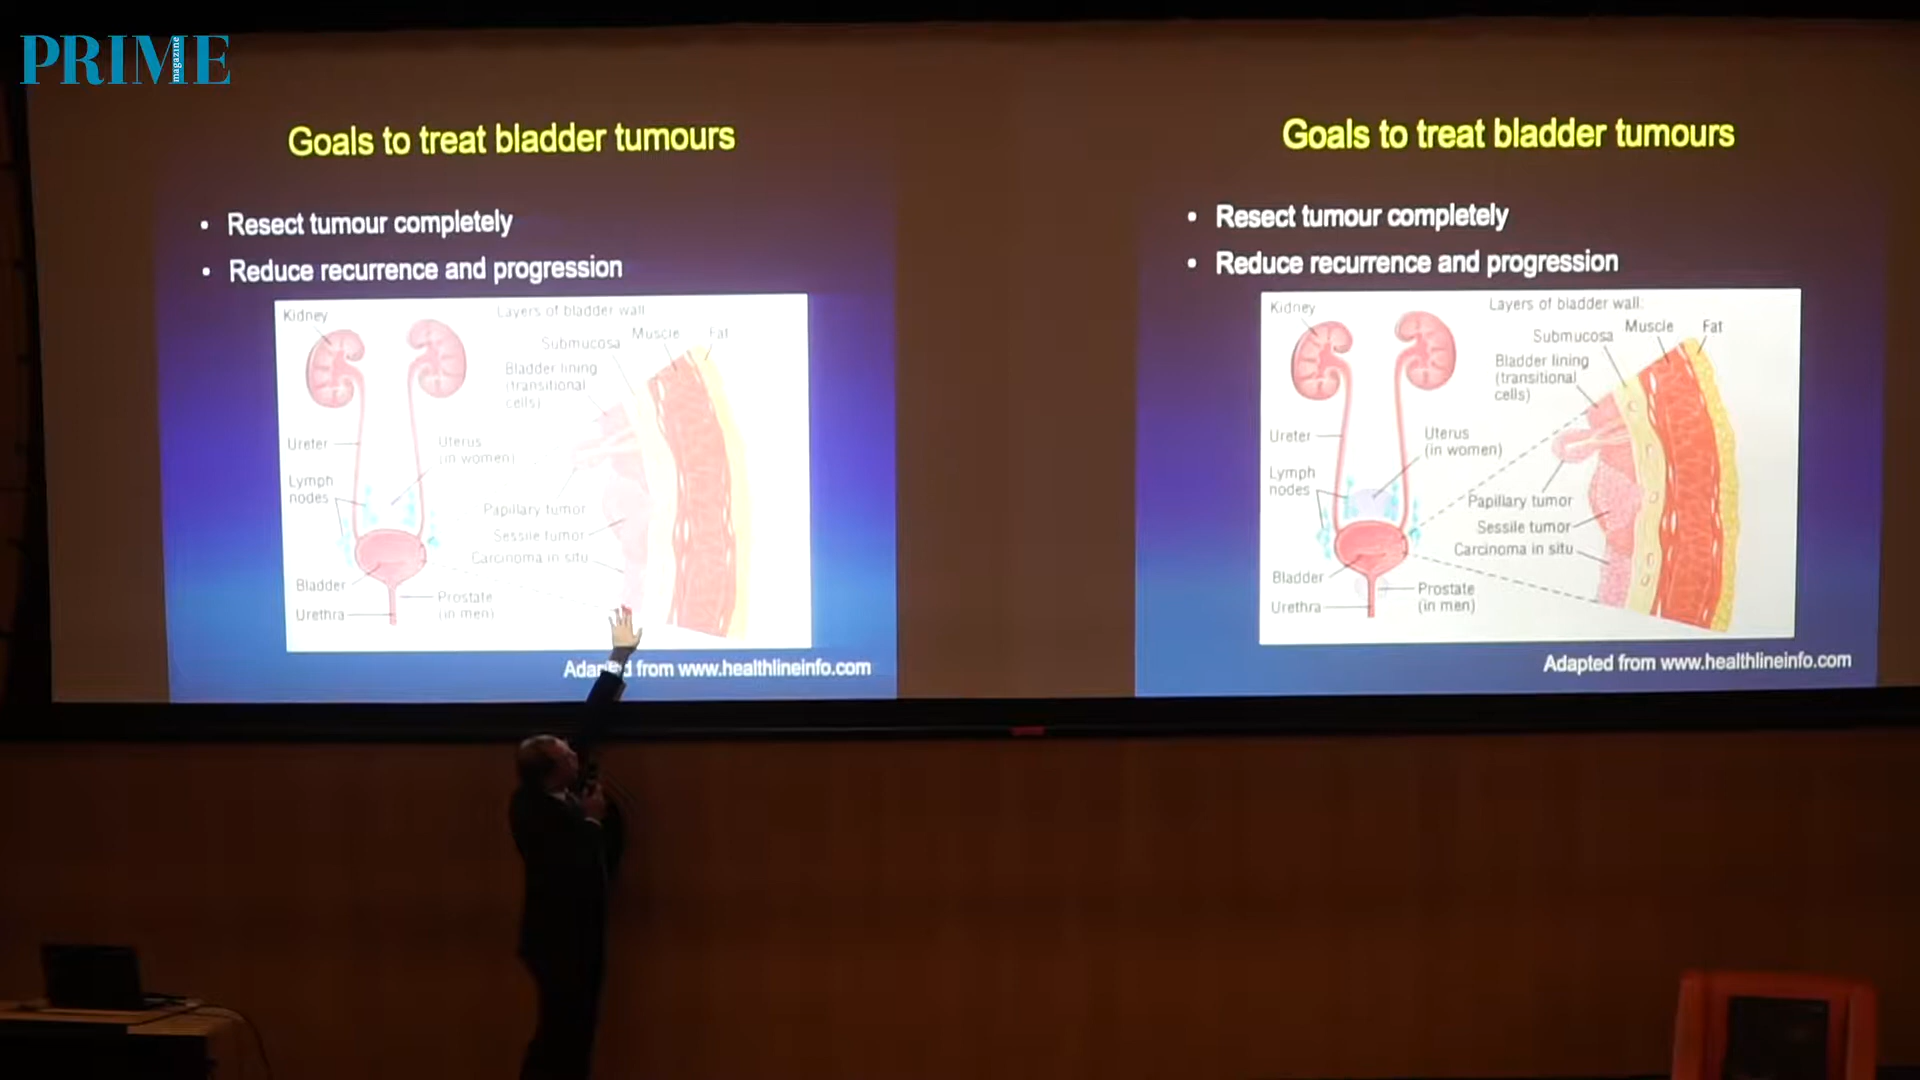 PRIME
magazine
Goals to treat bladder tumours
• Resect tumour completely
• Reduce recurrence and progression
Kidney
Layers of bladder wall
Muscle
Fat
Submucosa
Bladder lining
(transitional
cells)
Ureter
Uterus
(in women)
Lymph
nodes
Papillary tumor
Sessile tumor
Carcinoma in situ
Bladder
Prostate
(in men)
Urethra
Adapted from www.healthlineinfo.com
Goals to treat bladder tumours
• Resect tumour completely
• Reduce recurrence and progression
Kidney
Layers of bladder wall:
Muscle
Fat
Submucosa
Bladder lining
(transitional
cells)
Ureter
Uterus
(in women)
Lymph
nodes
Papillary tumor
Sessile tumor
Carcinoma in situ
Bladder
Prostate
(in men)
Urethra
Adapted from www.healthlineinfo.com